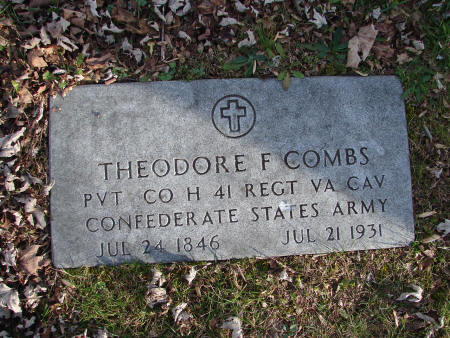 THEODORE F COMBS
PVT CO H 41 REGT VA CAV
CONFEDERATE STATES ARMY
JUL 24 1846 JUL 21 1931